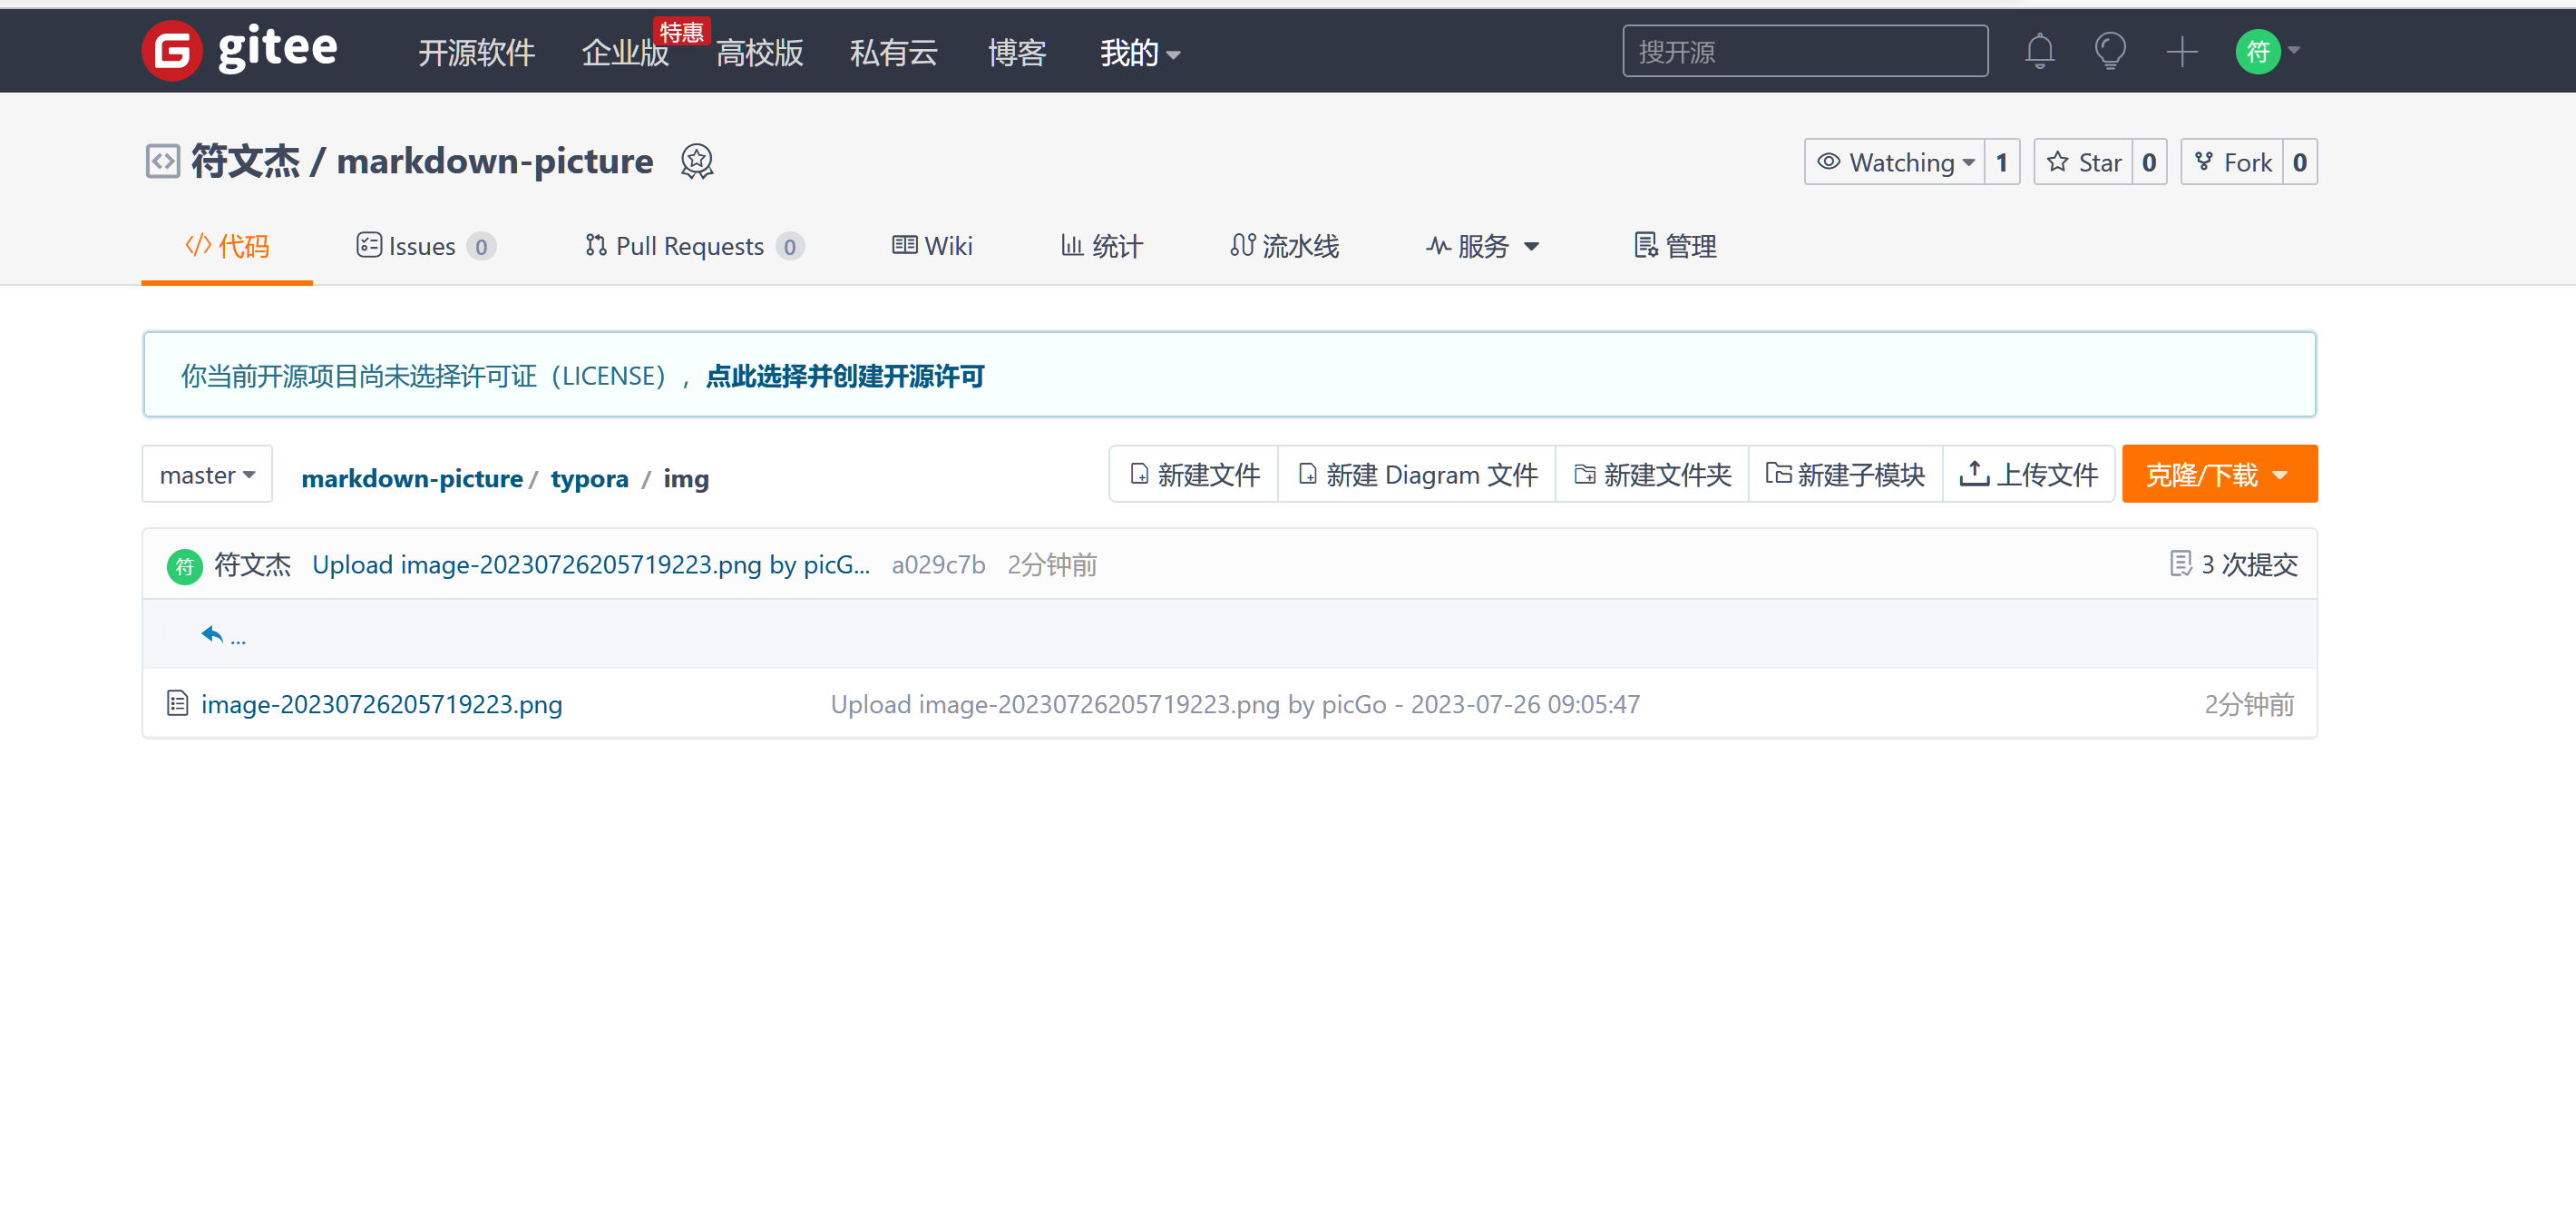 gitee 开源软件 企业版 特惠 高校版 私有云 博客 我的 搜开源 符
符文杰 / markdown-picture Watching 1 Star 0 Fork 0
代码 Issues 0 Pull Requests 0 Wiki 统计 流水线 服务 管理
你当前开源项目尚未选择许可证（LICENSE），点此选择并创建开源许可
master markdown-picture / typora / img 新建文件 新建 Diagram 文件 新建文件夹 新建子模块 上传文件 克隆/下载
符 符文杰 Upload image-20230726205719223.png by picG... a029c7b 2分钟前 3 次提交
...
image-20230726205719223.png Upload image-20230726205719223.png by picGo - 2023-07-26 09:05:47 2分钟前